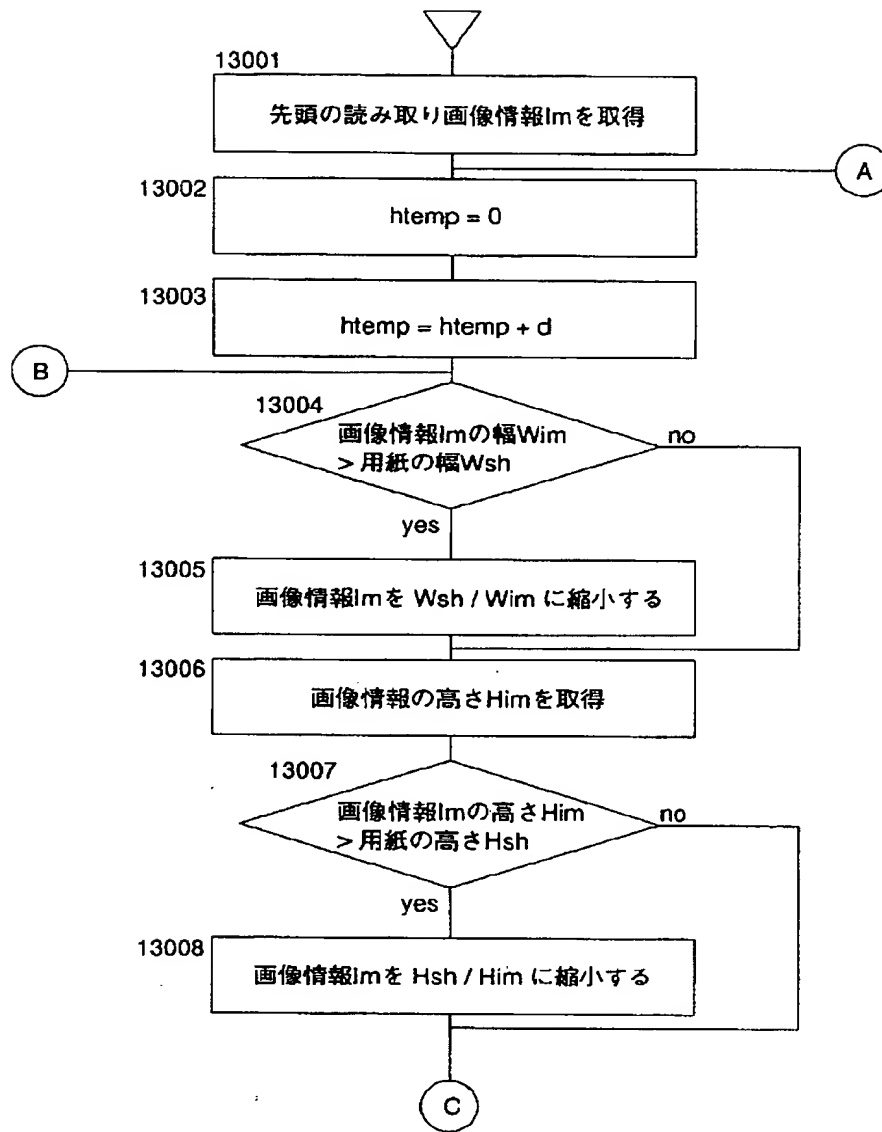 13001
先頭の読み取り画像情報Imを取得
A
13002
htemp = 0
13003
htemp = htemp + d
B
13004
画像情報Imの幅Wim
> 用紙の幅Wsh
no
yes
13005
画像情報Imを Wsh / Wim に縮小する
13006
画像情報の高さHimを取得
13007
画像情報Imの高さHim
> 用紙の高さHsh
no
yes
13008
画像情報Imを Hsh / Him に縮小する
C